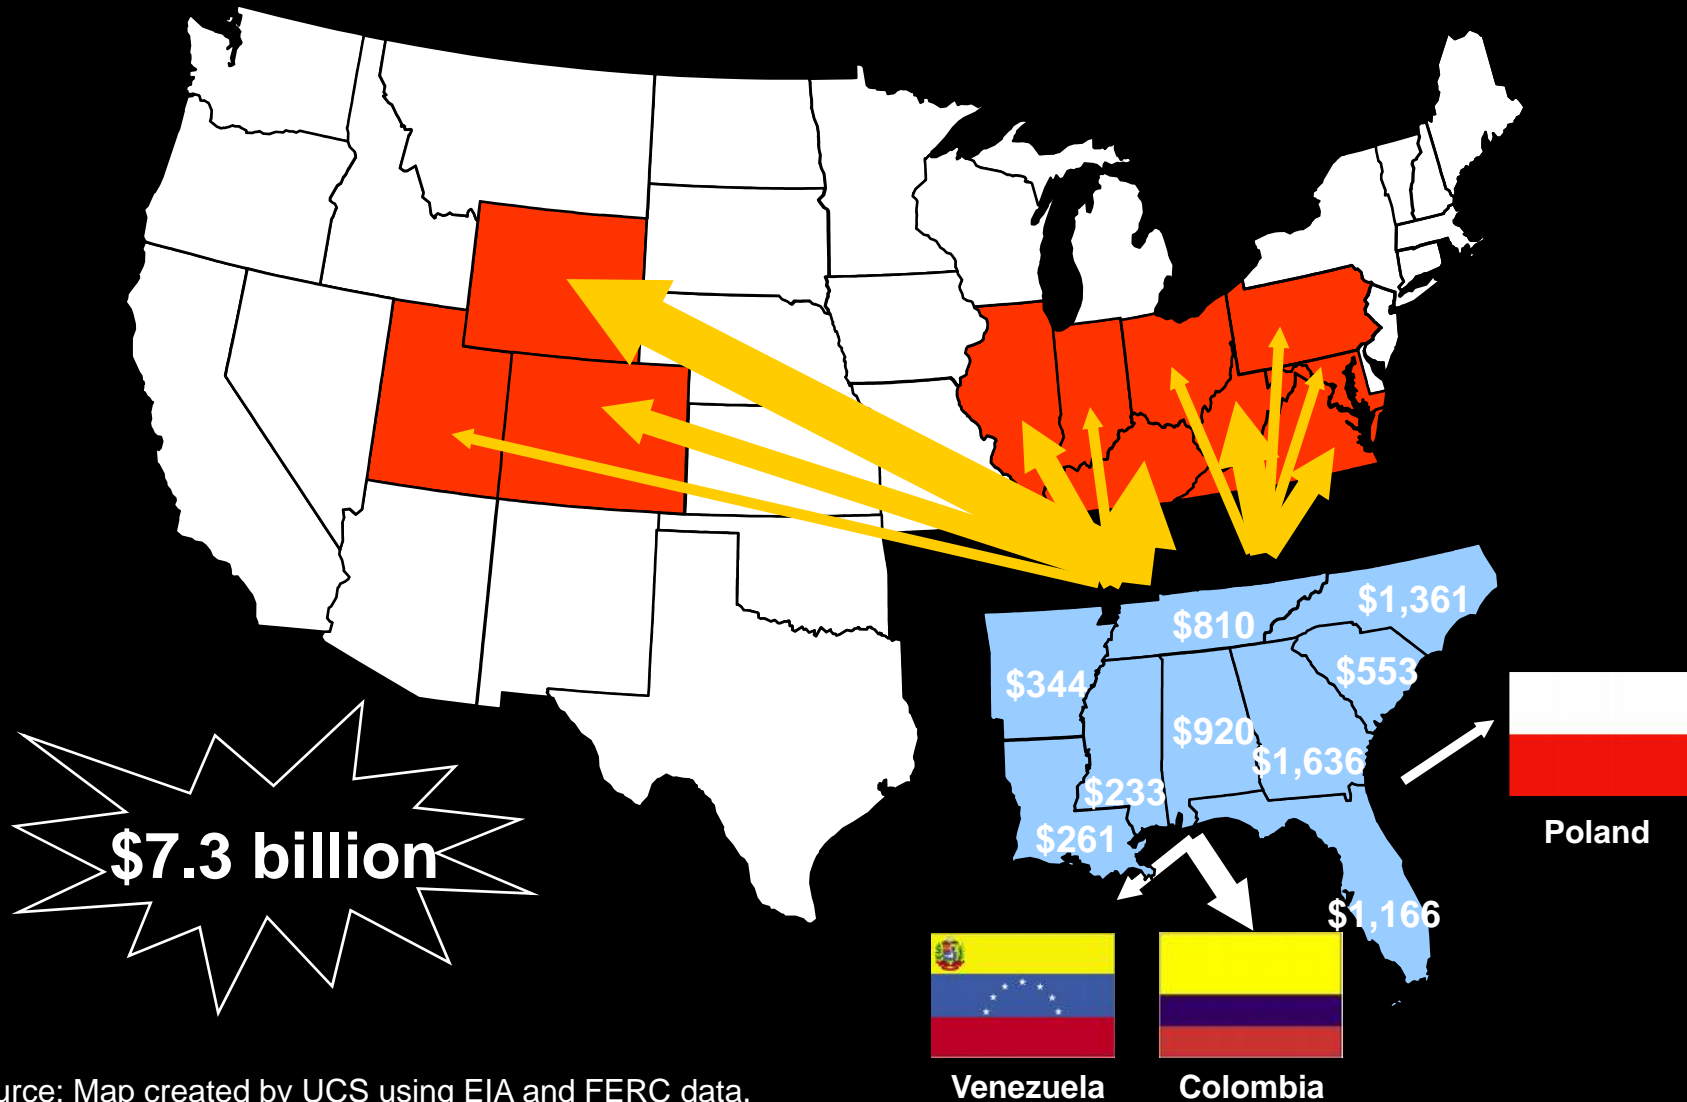 $1,361
$810
$553
$344
$920
$1,636
$233
$261
$7.3 billion
Poland
$1,166
Venezuela
Colombia
ource: Map created by UCS using EIA and FERC data.